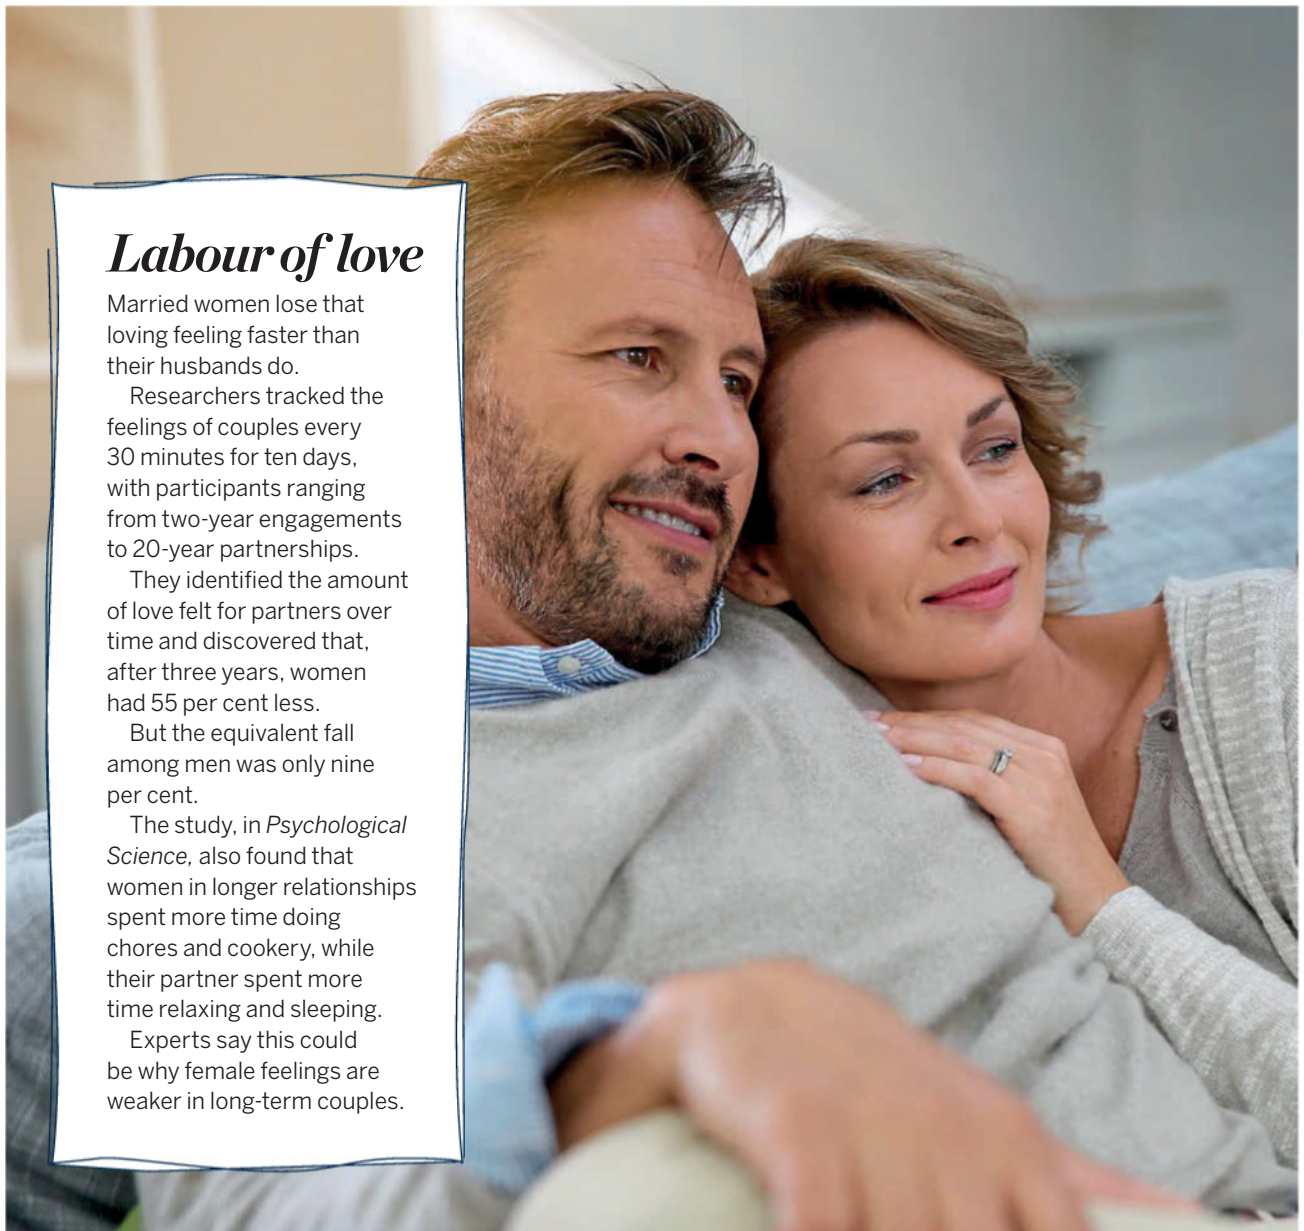 Labour of love
Married women lose that
loving feeling faster than
their husbands do.
Researchers tracked the
feelings of couples every
30 minutes for ten days,
with participants ranging
from two-year engagements
to 20-year partnerships.
They identified the amount
of love felt for partners over
time and discovered that,
after three years, women
had 55 per cent less.
But the equivalent fall
among men was only nine
per cent.
The study, in Psychological
Science, also found that
women in longer relationships
spent more time doing
chores and cookery, while
their partner spent more
time relaxing and sleeping.
Experts say this could
be why female feelings are
weaker in long-term couples.